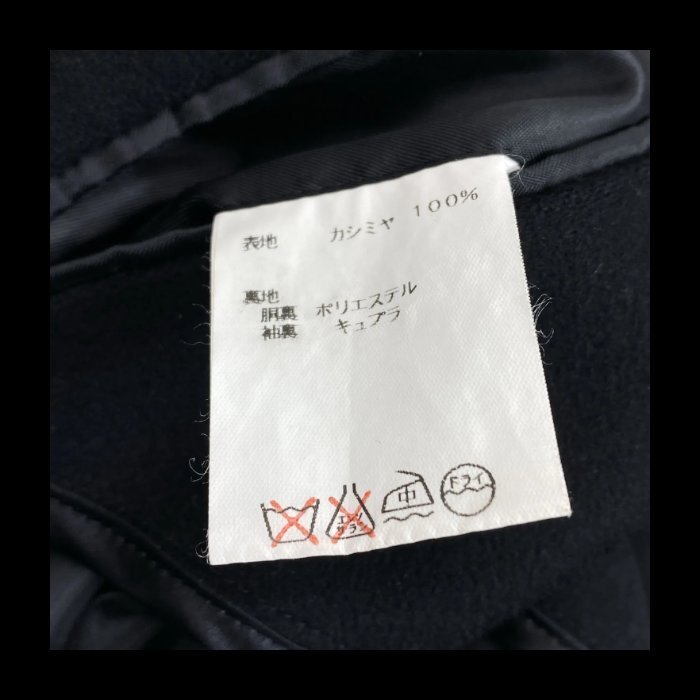 表地 カシミヤ 100%
裏地
胴裏 ポリエステル
袖裏 キュプラ
エンソ
サラシ
中
ドライ